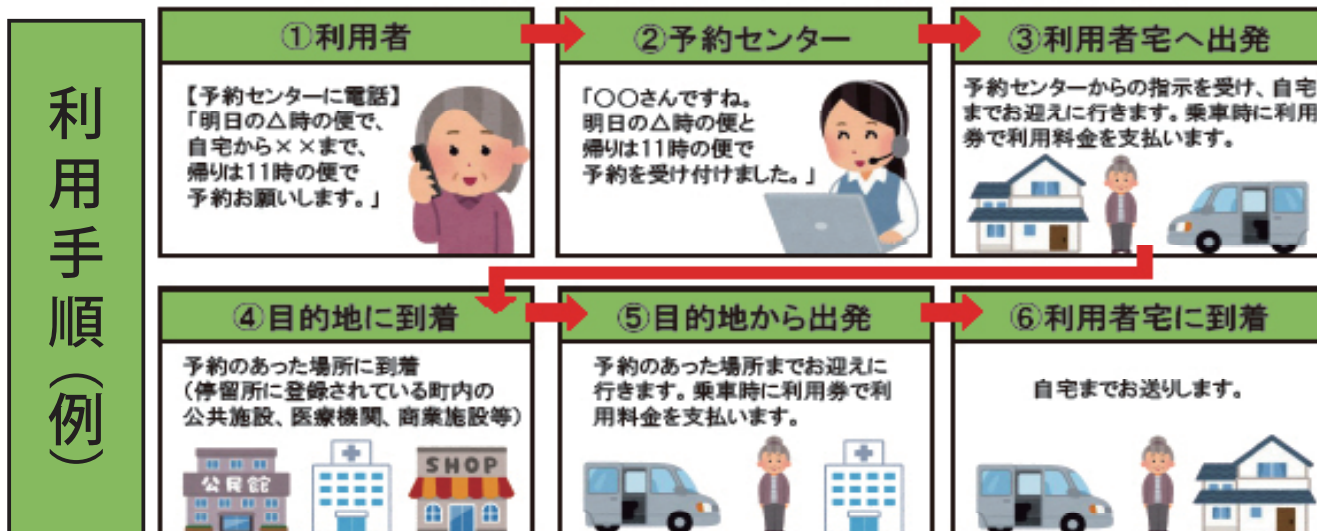 利用手順(例)
①利用者
【予約センターに電話】
「明日の△時の便で、
自宅から××まで、
帰りは11時の便で
予約お願いします。」
②予約センター
「〇〇さんですね。
明日の△時の便と
帰りは11時の便で
予約を受け付けました。」
③利用者宅へ出発
予約センターからの指示を受け、自宅
までお迎えに行きます。乗車時に利用
券で利用料金を支払います。
④目的地に到着
予約のあった場所に到着
(停留所に登録されている町内の
公共施設、医療機関、商業施設等)
公民館
SHOP
⑤目的地から出発
予約のあった場所までお迎えに
行きます。乗車時に利用券で利
用料金を支払います。
⑥利用者宅に到着
自宅までお送りします。